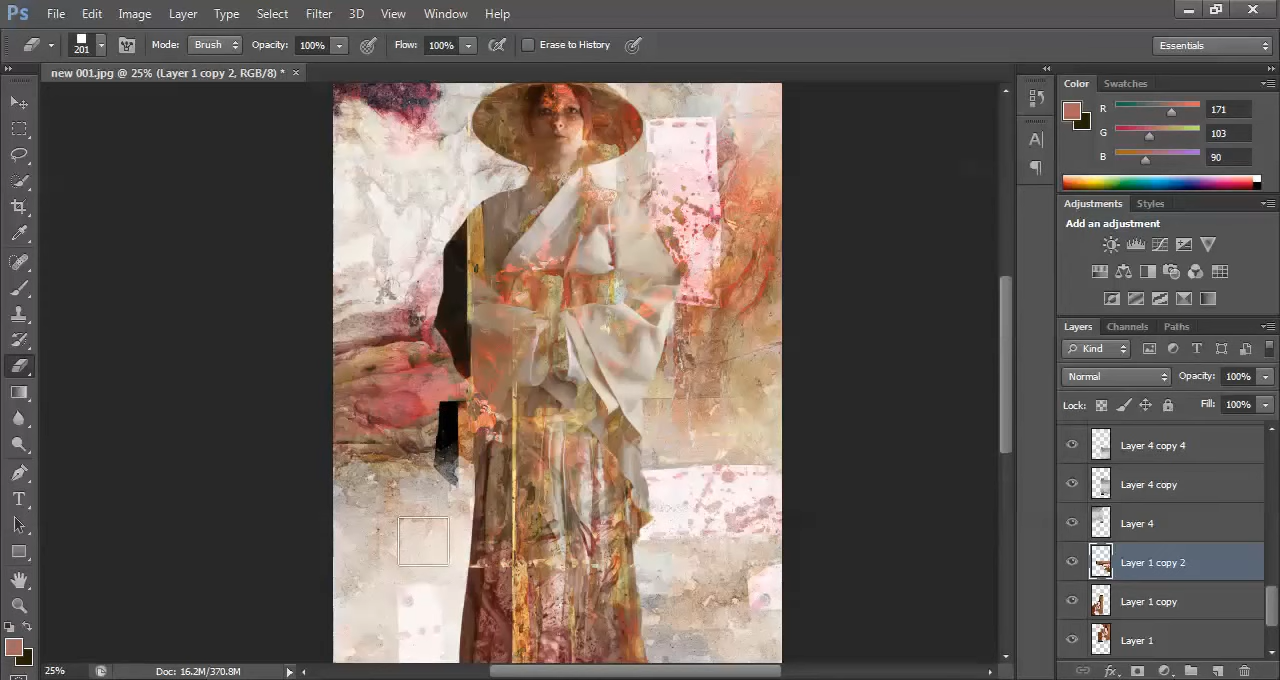 Ps File Edit Image Layer Type Select Filter 3D View Window Help
201 Mode: Brush Opacity: 100% Flow: 100% Erase to History Essentials
new 001.jpg @ 25% (Layer 1 copy 2, RGB/8) * ×
Color Swatches
R 171
G 103
B 90
Adjustments Styles
Add an adjustment
Layers Channels Paths
Kind
Normal Opacity: 100%
Lock: Fill: 100%
Layer 4 copy 4
Layer 4 copy
Layer 4
Layer 1 copy 2
Layer 1 copy
Layer 1
25% Doc: 16.2M/370.8M